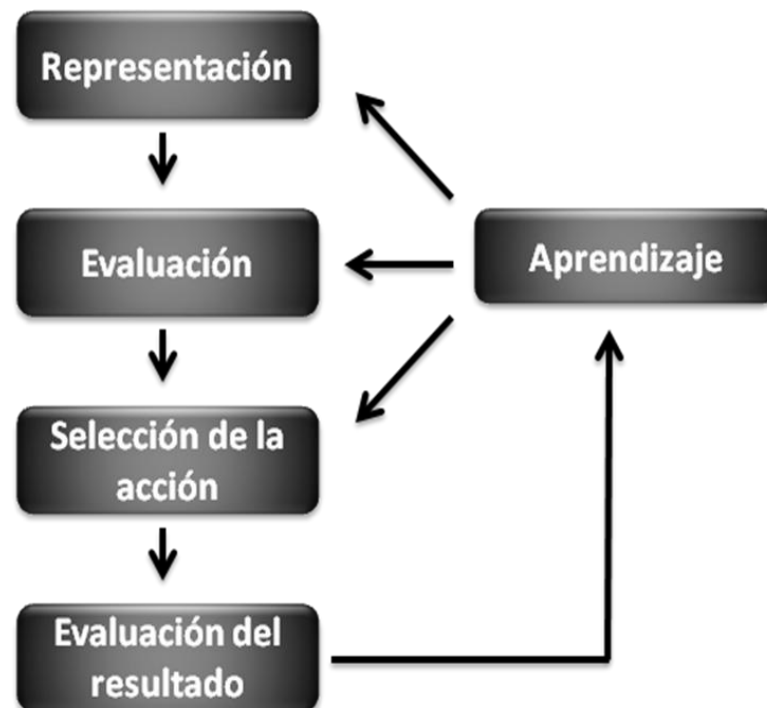 Representación
Evaluación
Aprendizaje
Selección de la
acción
Evaluación del
resultado